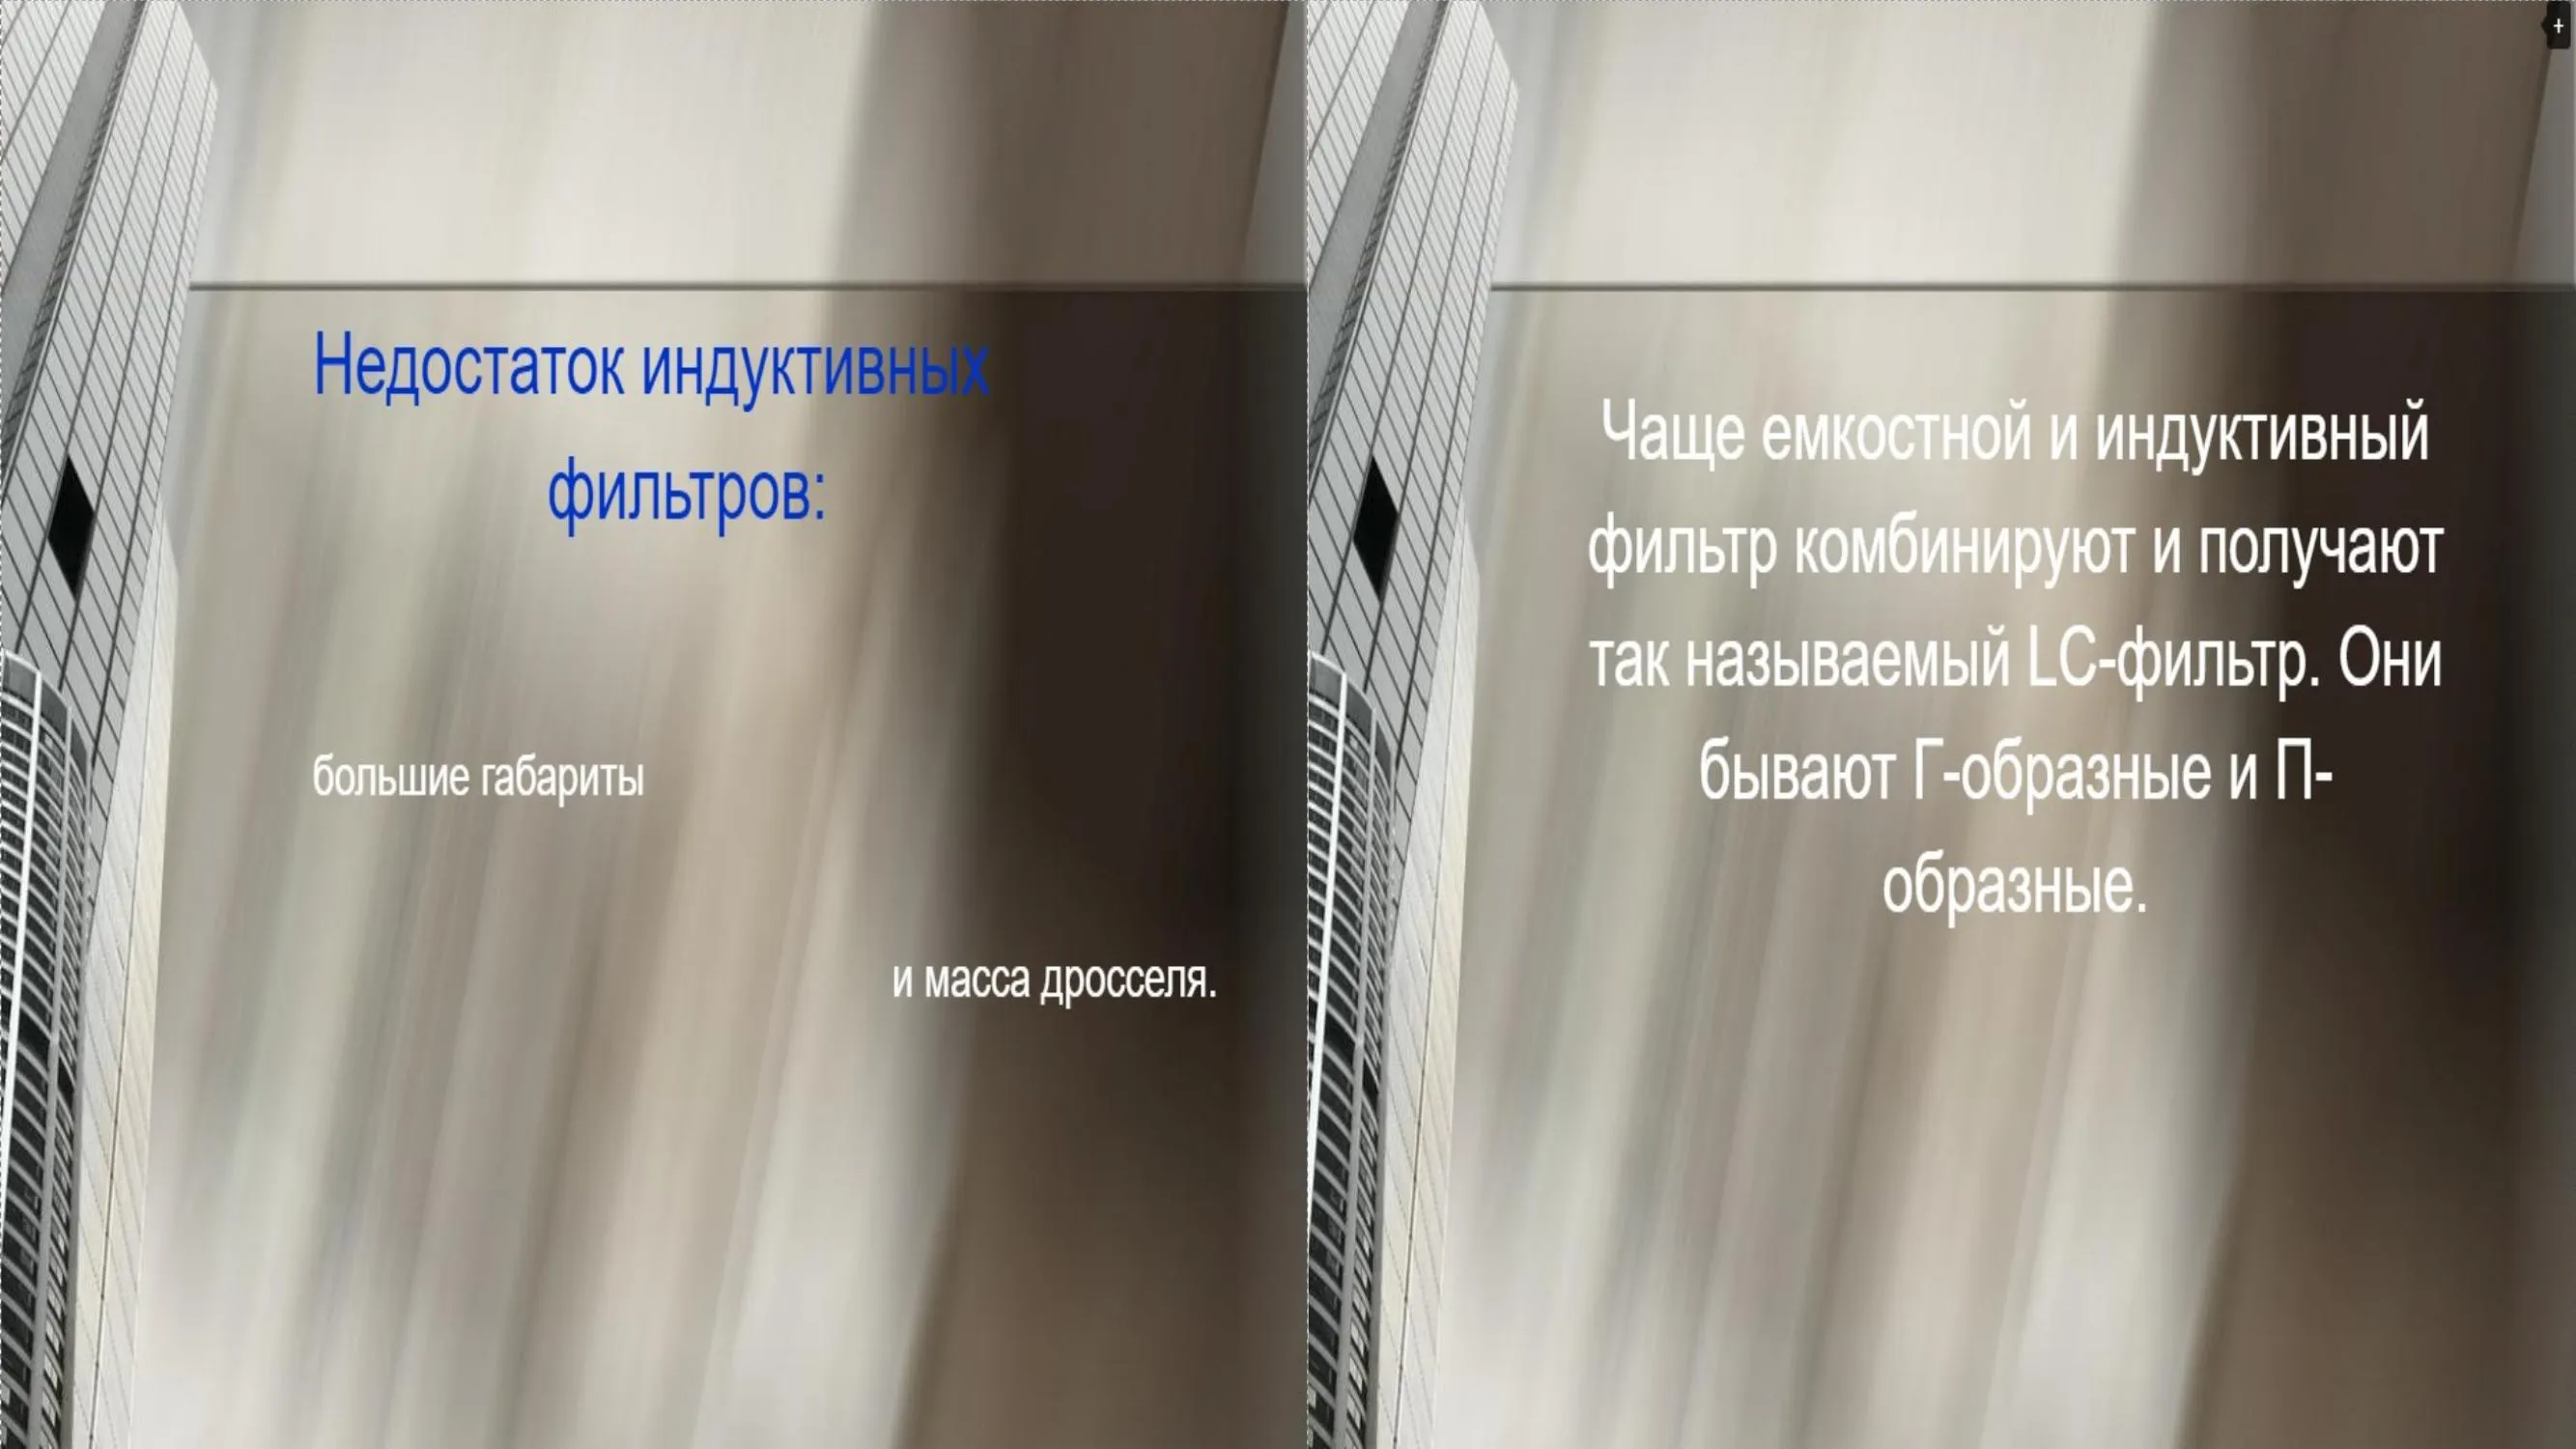 Недостаток индуктивных
фильтров:
большие габариты
и масса дросселя.
Чаще емкостной и индуктивный
фильтр комбинируют и получают
так называемый LC-фильтр. Они
бывают Г-образные и П-
образные.
+